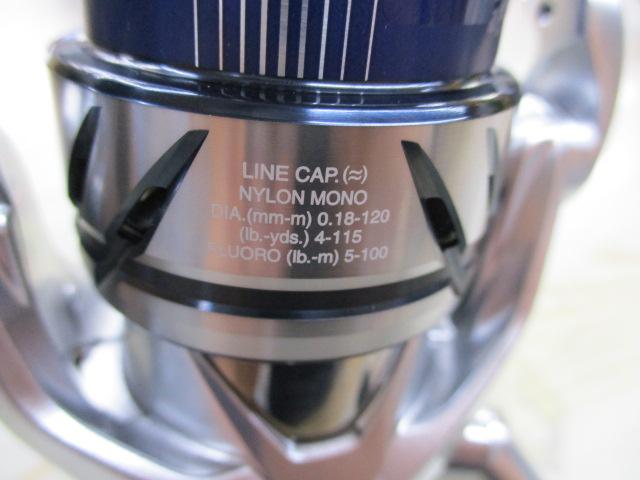 LINE CAP.(≈)
NYLON MONO
DIA.(mm-m) 0.18-120
(lb.-yds.) 4-115
FLUORO (lb.-m) 5-100